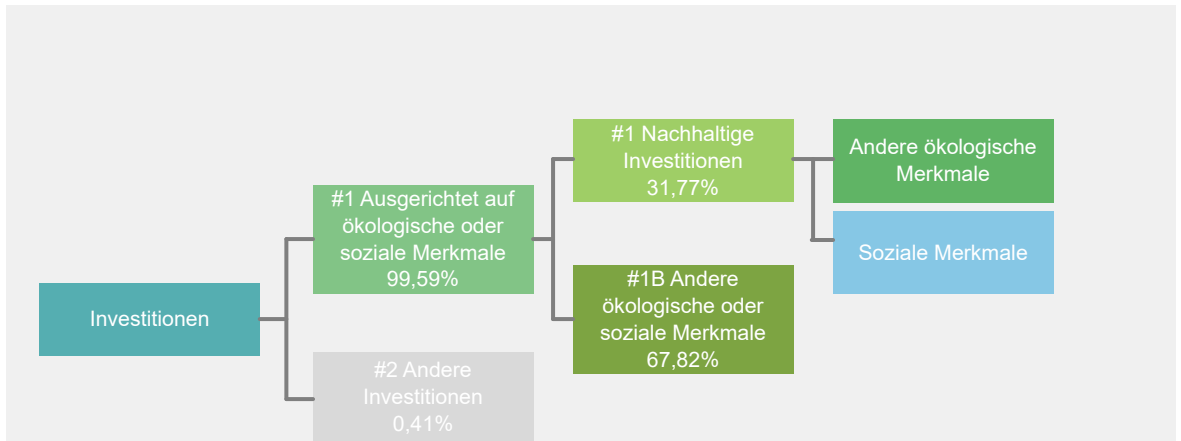 Investitionen
#1 Ausgerichtet auf
ökologische oder
soziale Merkmale
99,59%
#2 Andere
Investitionen
0,41%
#1 Nachhaltige
Investitionen
31,77%
#1B Andere
ökologische oder
soziale Merkmale
67,82%
Andere ökologische
Merkmale
Soziale Merkmale